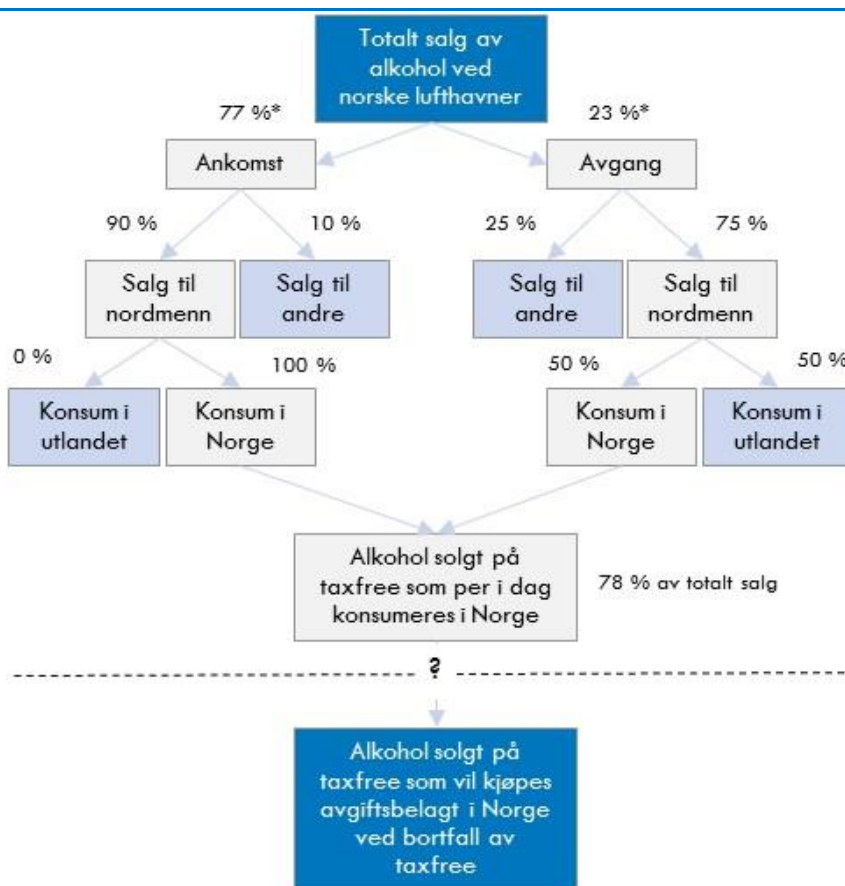 Totalt salg av
alkohol ved
norske lufthavner
77 %*
23 %*
Ankomst
Avgang
90 %
10 %
25 %
75 %
Salg til
nordmenn
Salg til
andre
Salg til
andre
Salg til
nordmenn
0 %
100 %
50 %
50 %
Konsum i
utlandet
Konsum i
Norge
Konsum i
Norge
Konsum i
utlandet
Alkohol solgt på
taxfree som per i dag
konsumeres i Norge
78 % av totalt salg
?
Alkohol solgt på
taxfree som vil kjøpes
avgiftsbelagt i Norge
ved bortfall av
taxfree